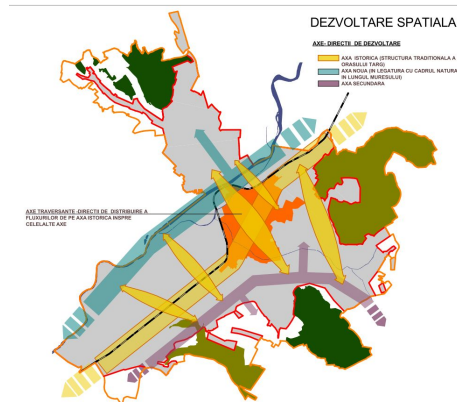 DEZVOLTARE SPATIALA
AXE- DIRECTII DE DEZVOLTARE
AXA ISTORICA (STRUCTURA TRADITIONALA A
ORASULUI TARG)
AXA NOUA (IN LEGATURA CU CADRUL NATURA
IN LUNGUL MURESULUI)
AXA SECUNDARA
AXE TRAVERSANTE-DIRECTII DE DISTRIBUIRE A
FLUXURILOR DE PE AXA ISTORICA INSPRE
CELELALTE AXE